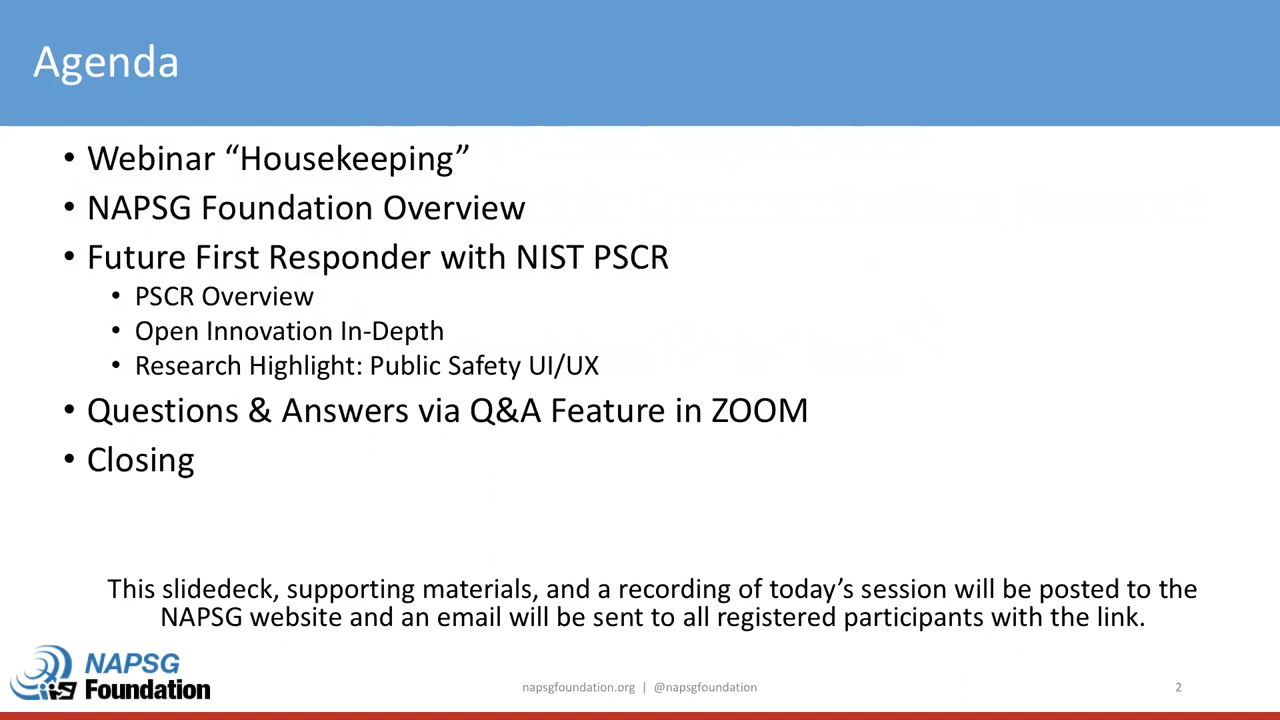 Agenda
• Webinar “Housekeeping”
• NAPSG Foundation Overview
• Future First Responder with NIST PSCR
• PSCR Overview
• Open Innovation In-Depth
• Research Highlight: Public Safety UI/UX
• Questions & Answers via Q&A Feature in ZOOM
• Closing
This slidedeck, supporting materials, and a recording of today’s session will be posted to the
NAPSG website and an email will be sent to all registered participants with the link.
NAPSG
Foundation
napsgfoundation.org | @napsgfoundation
2